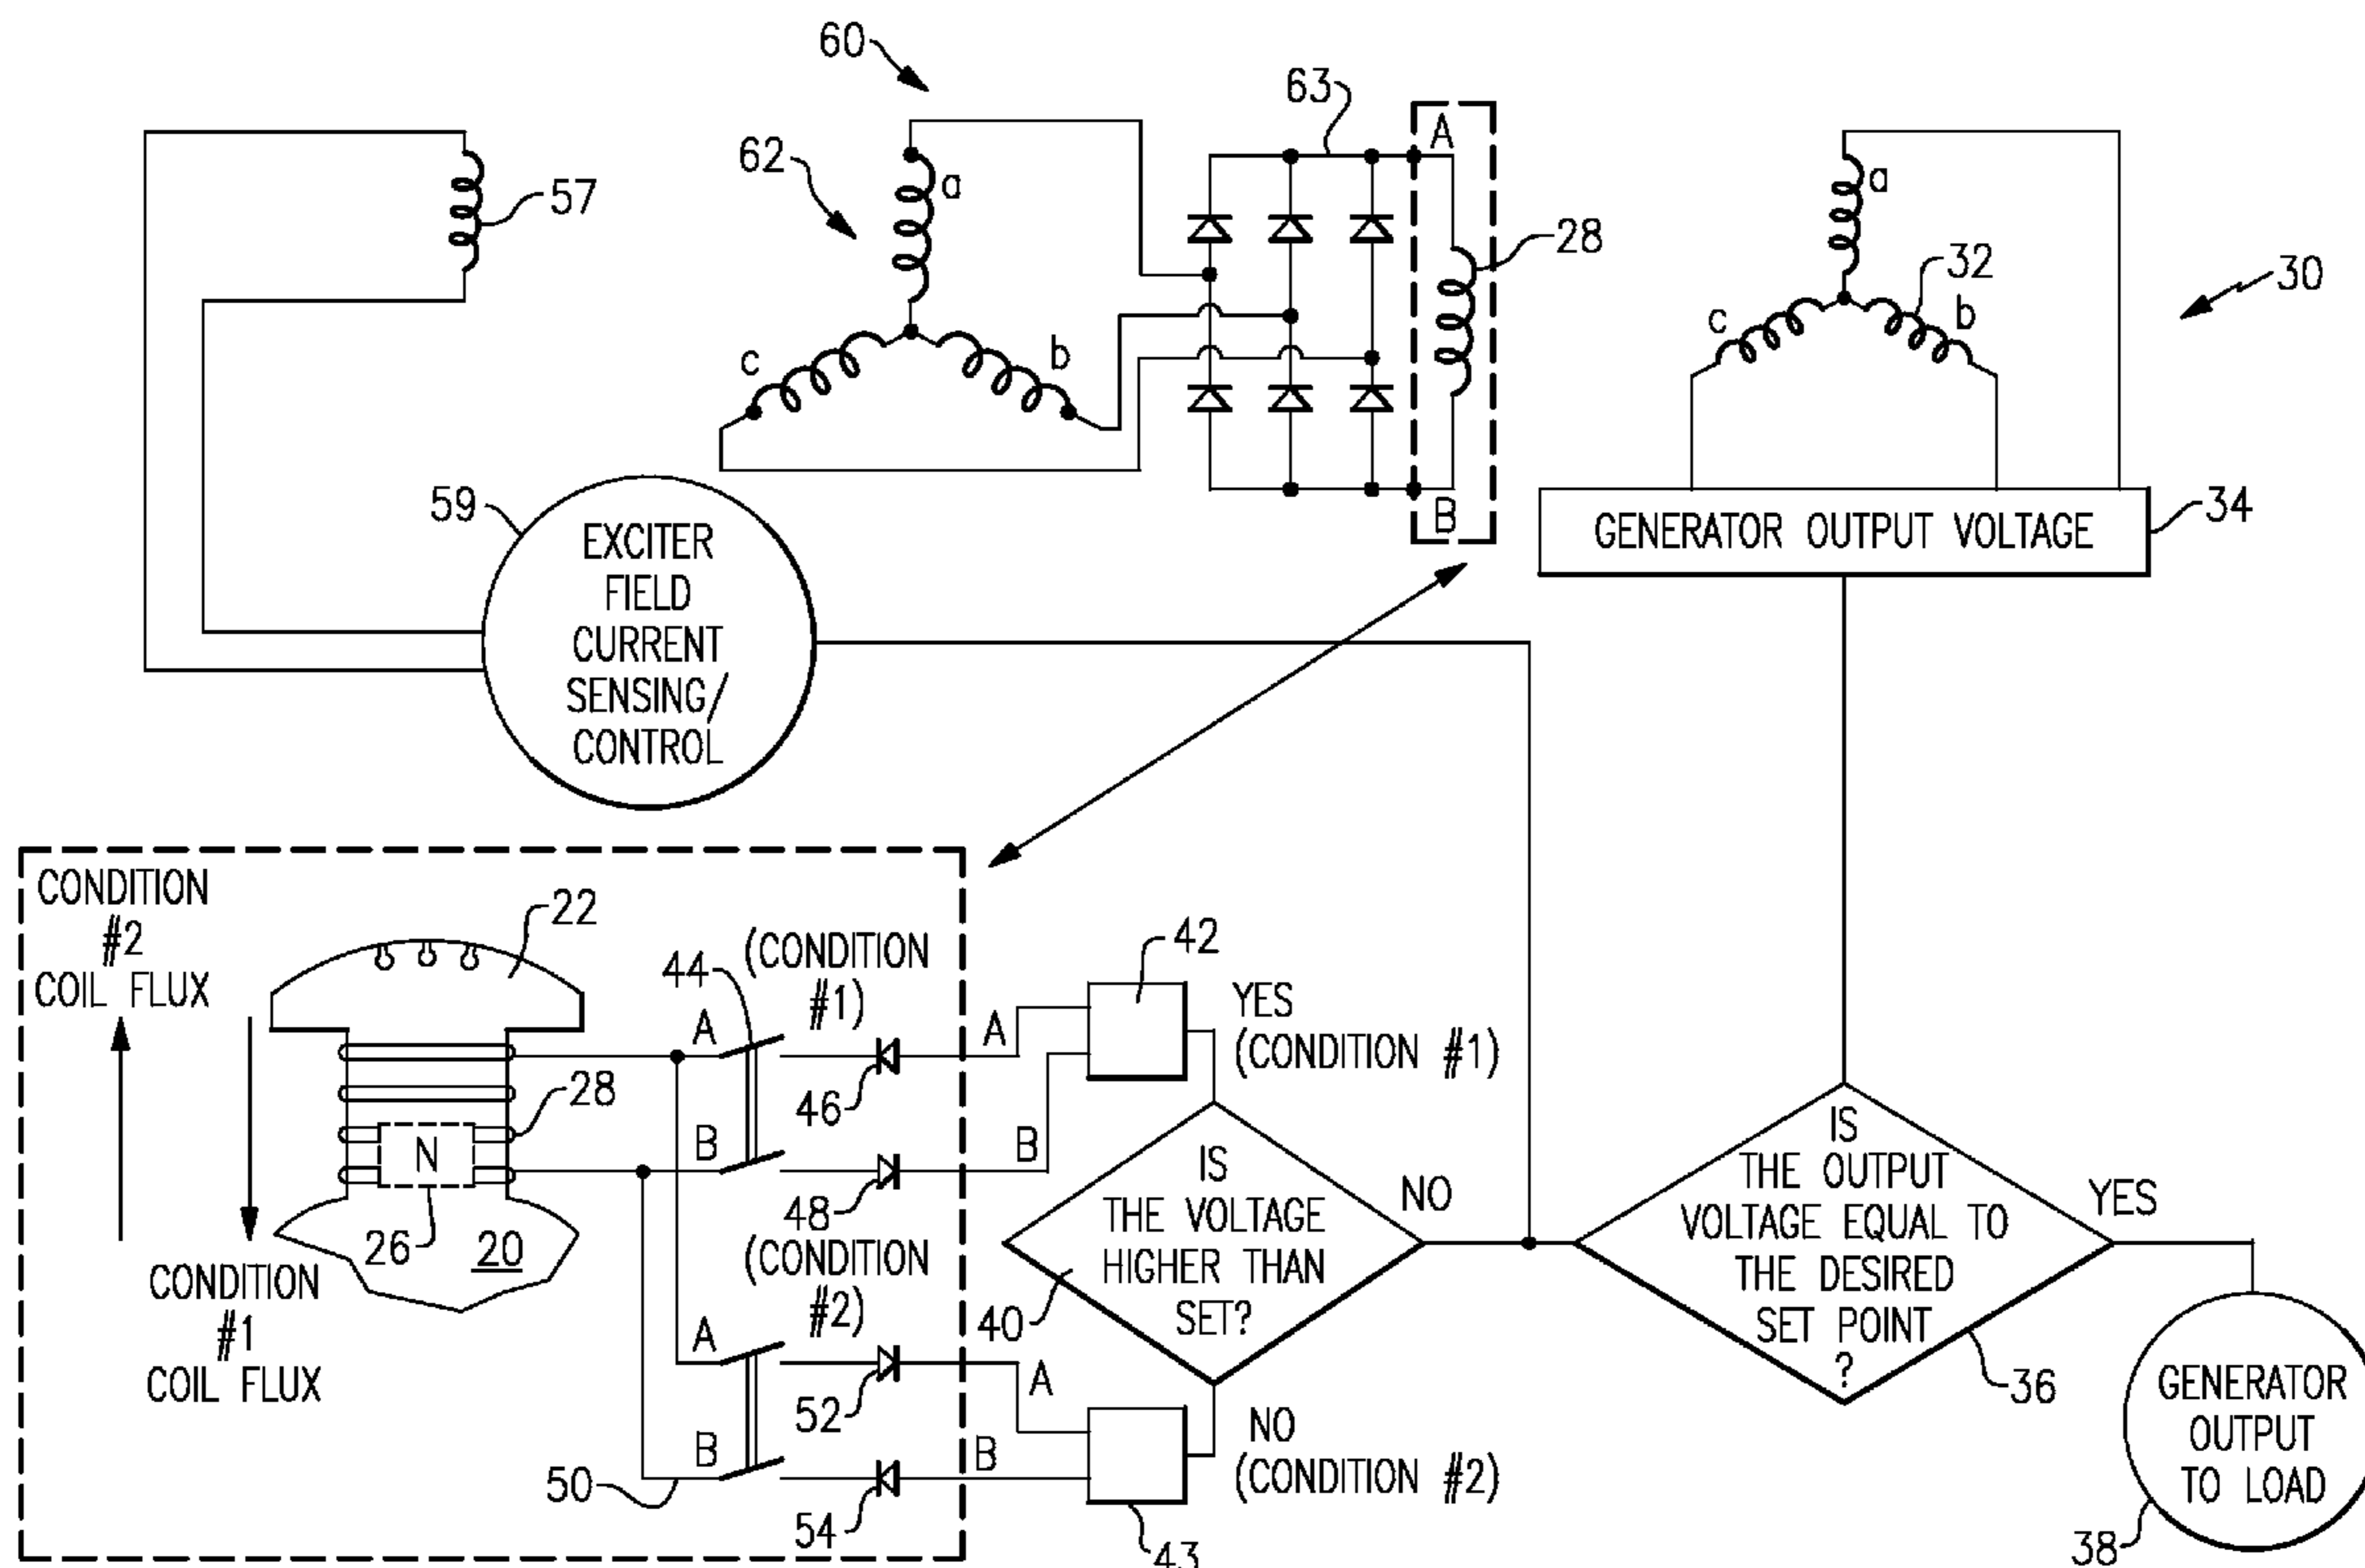 60
62
57
a
b
c
63
A
28
B
a
32
b
c
30
GENERATOR OUTPUT VOLTAGE
34
59
EXCITER
FIELD
CURRENT
SENSING/
CONTROL
CONDITION
#2
COIL FLUX
22
44
(CONDITION
#1)
A
A
46
28
B
B
48
N
26
20
CONDITION
#1
COIL FLUX
(CONDITION
#2)
A
A
52
B
B
50
54
42
YES
(CONDITION #1)
IS
THE VOLTAGE
HIGHER THAN
SET?
40
NO
NO
(CONDITION #2)
43
IS
THE OUTPUT
VOLTAGE EQUAL TO
THE DESIRED
SET POINT
?
36
YES
GENERATOR
OUTPUT
TO LOAD
38